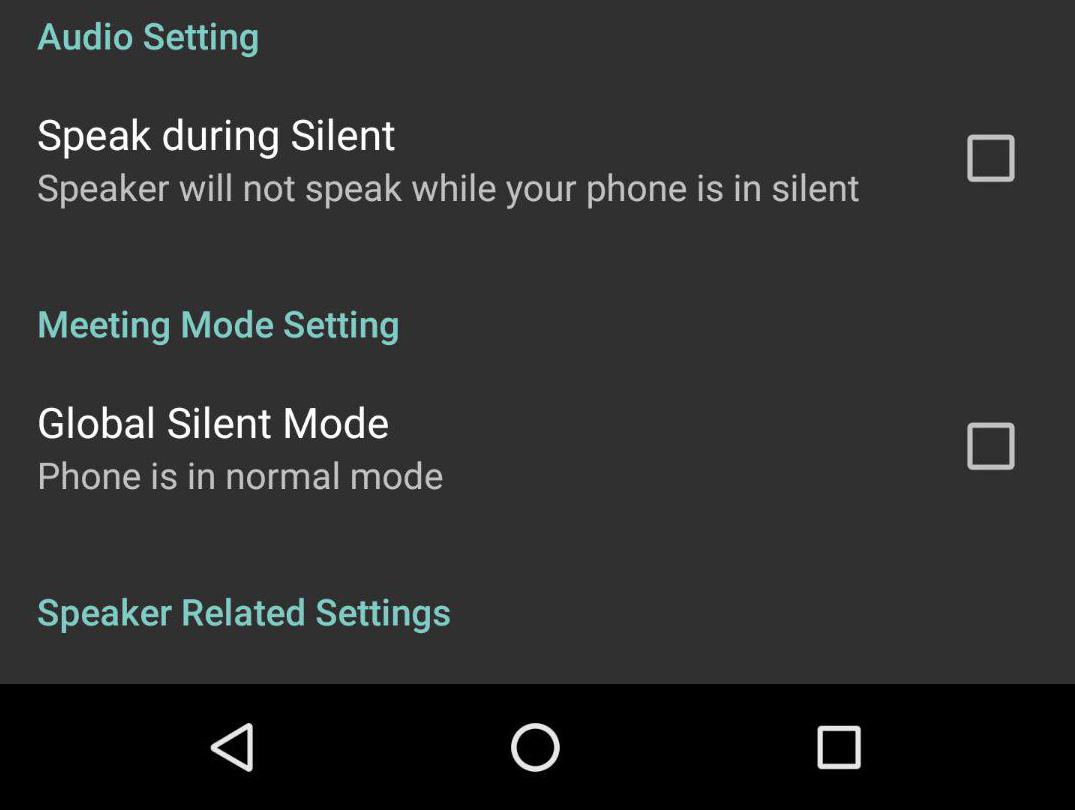 Audio Setting
Speak during Silent
Speaker will not speak while your phone is in silent
Meeting Mode Setting
Global Silent Mode
Phone is in normal mode
Speaker Related Settings